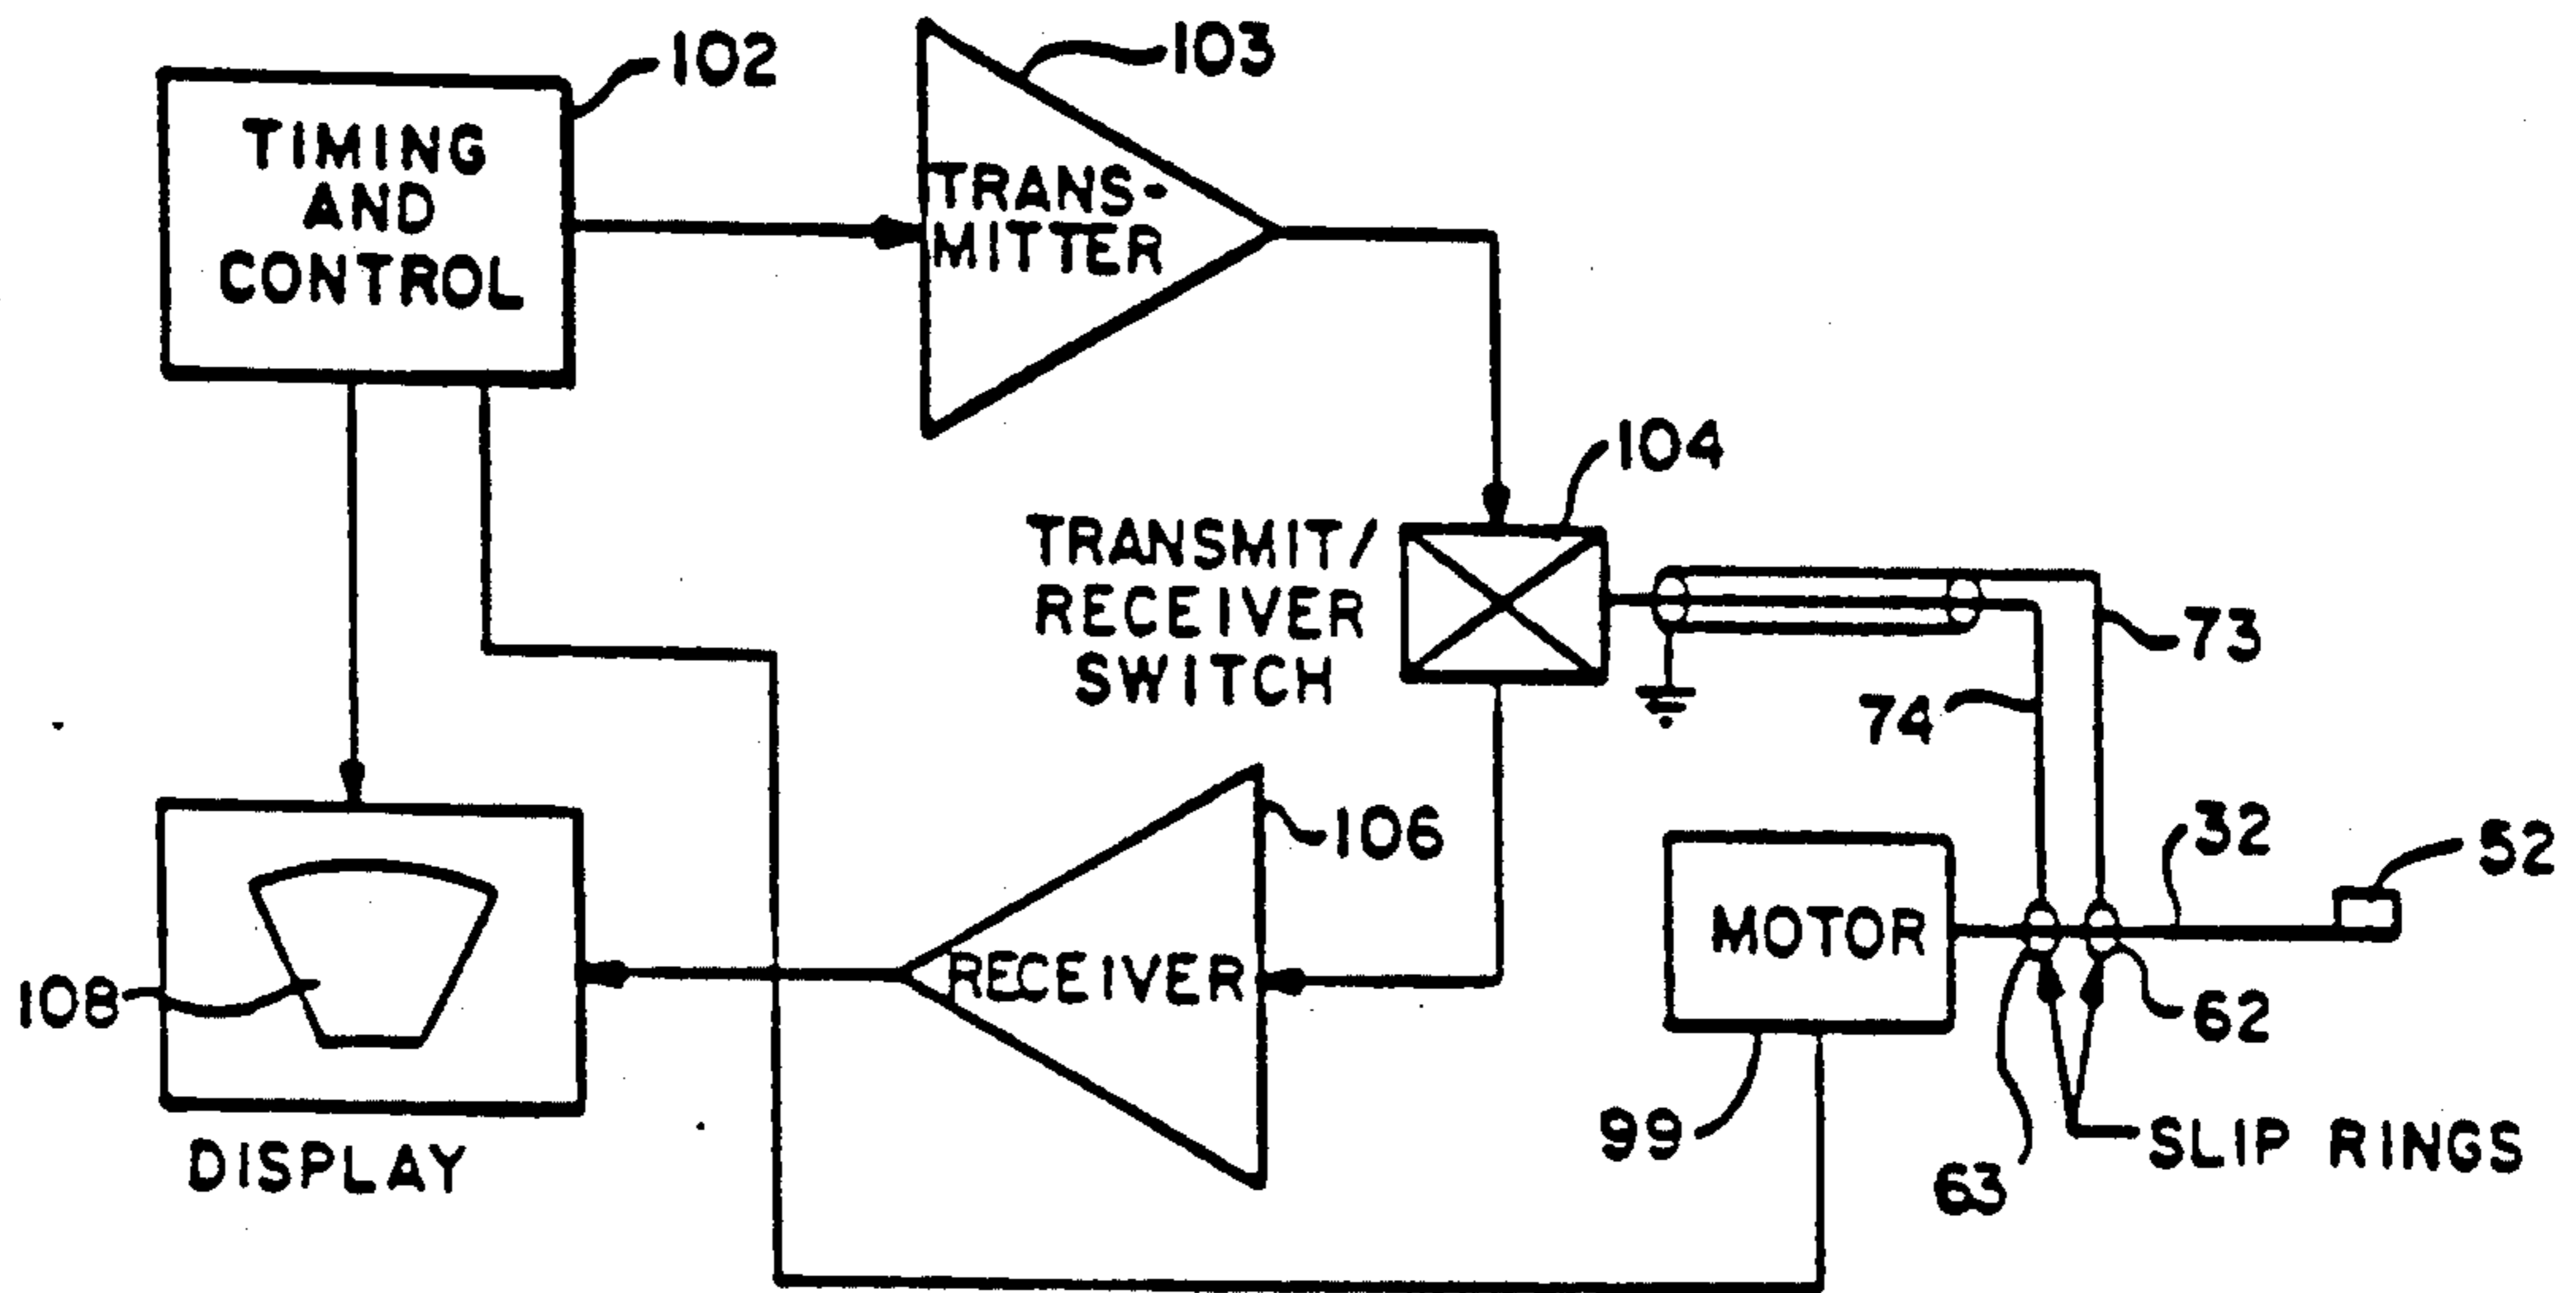 102
103
TIMING
AND
CONTROL
TRANS-
MITTER
104
TRANSMIT/
RECEIVER
SWITCH
73
74
106
32
52
MOTOR
RECEIVER
108
62
99
63
SLIP RINGS
DISPLAY